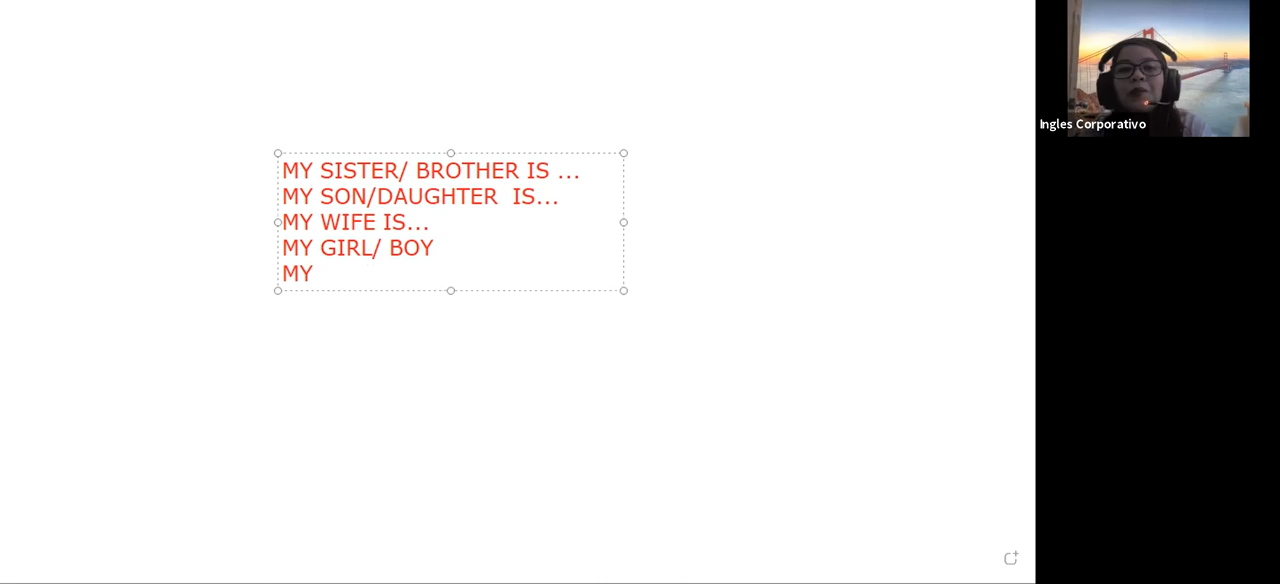 MY SISTER/ BROTHER IS ...
MY SON/DAUGHTER  IS...
MY WIFE IS...
MY GIRL/ BOY
MY
Ingles Corporativo